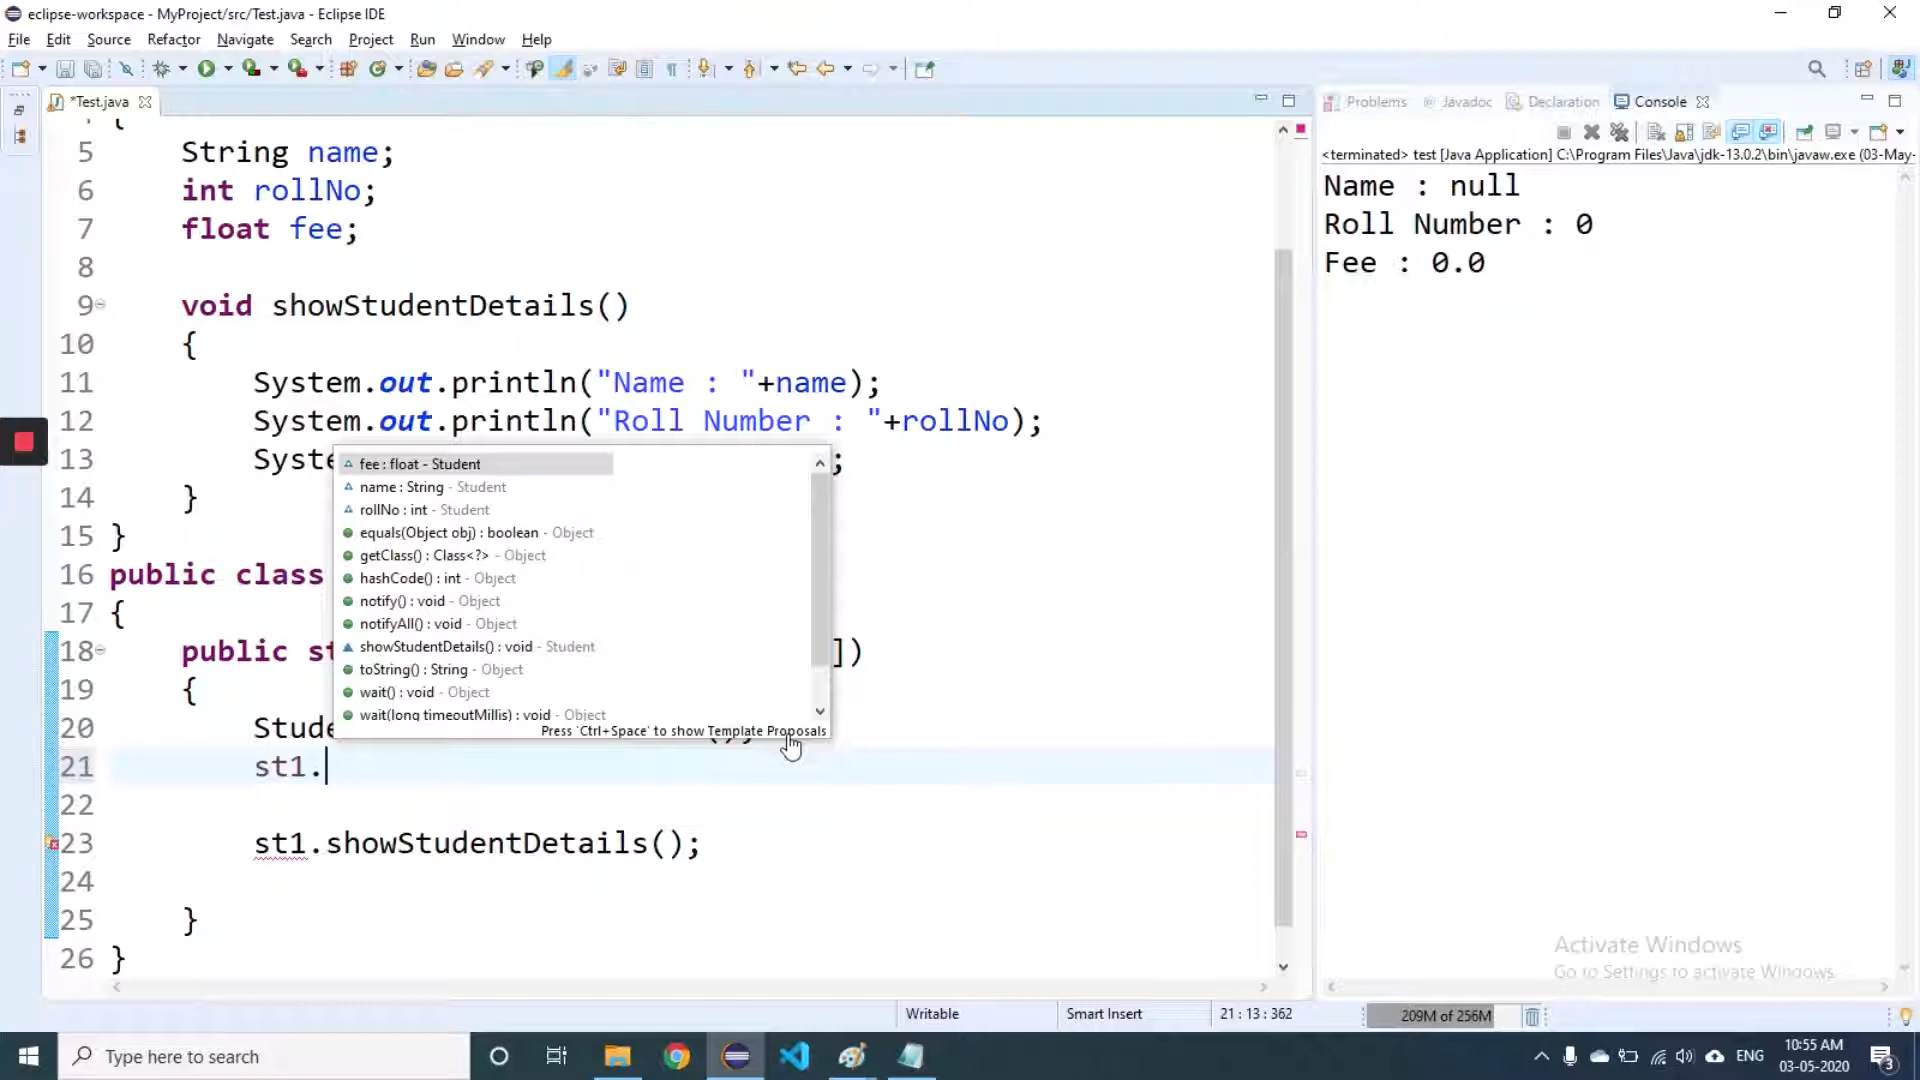 eclipse-workspace - MyProject/src/Test.java - Eclipse IDE
File Edit Source Refactor Navigate Search Project Run Window Help
*Test.java
4 {
5 String name;
6 int rollNo;
7 float fee;
8
9 void showStudentDetails()
10 {
11 System.out.println("Name : "+name);
12 System.out.println("Roll Number : "+rollNo);
13 Syste ;
14 }
15 }
16 public class
17 {
18 public st ])
19 {
20 Stude ();
21 st1.
22
23 st1.showStudentDetails();
24
25 }
26 }
fee : float - Student
name : String - Student
rollNo : int - Student
equals(Object obj) : boolean - Object
getClass() : Class<?> - Object
hashCode() : int - Object
notify() : void - Object
notifyAll() : void - Object
showStudentDetails() : void - Student
toString() : String - Object
wait() : void - Object
wait(long timeoutMillis) : void - Object
Press 'Ctrl+Space' to show Template Proposals
Problems @ Javadoc Declaration Console
<terminated> test [Java Application] C:\Program Files\Java\jdk-13.0.2\bin\javaw.exe (03-May-
Name : null
Roll Number : 0
Fee : 0.0
Activate Windows
Go to Settings to activate Windows.
Writable Smart Insert 21 : 13 : 362 209M of 256M
Type here to search
ENG
10:55 AM
03-05-2020
3